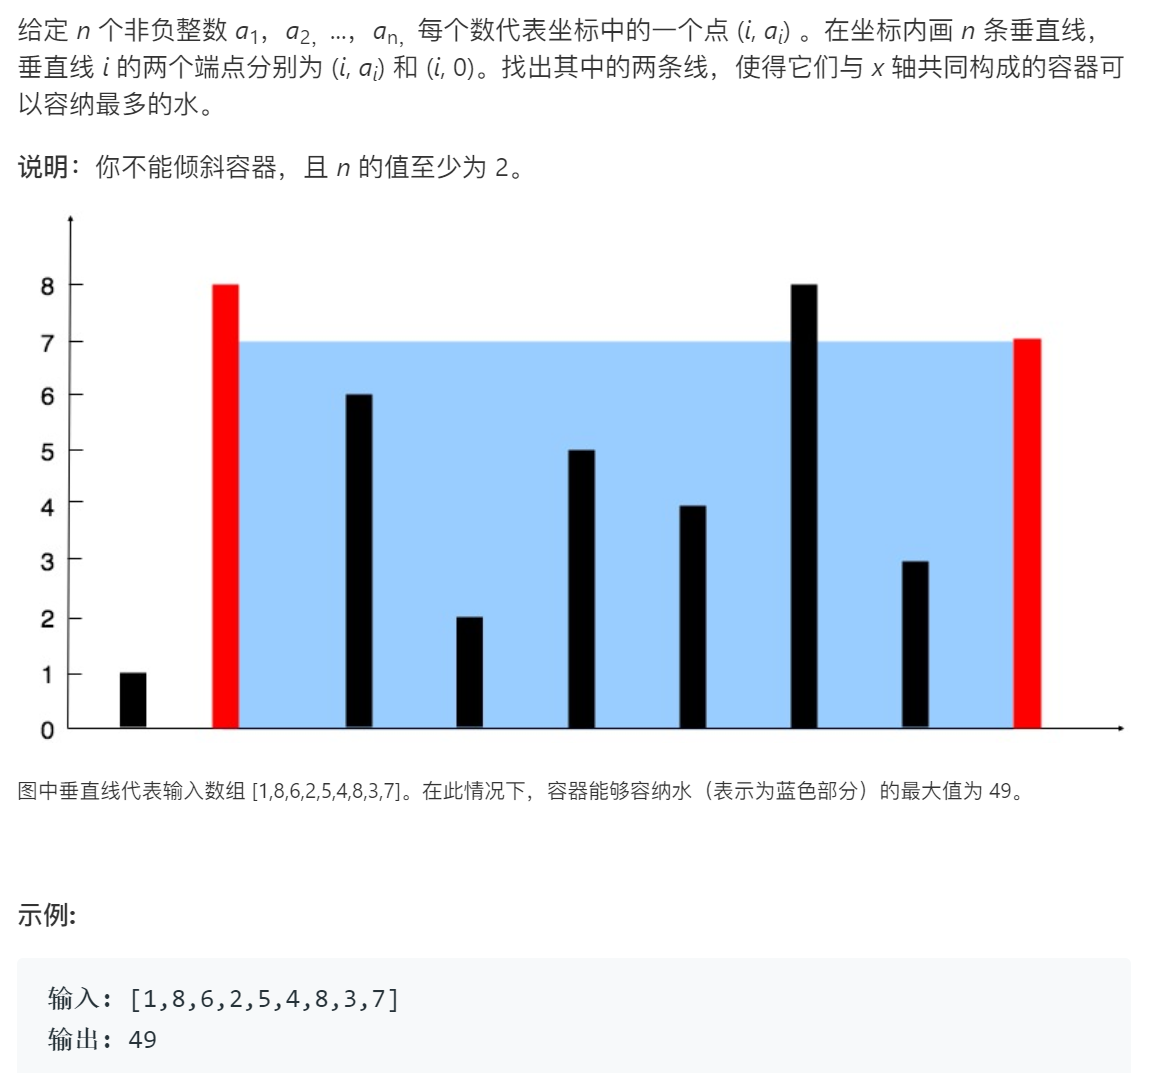 给定 n 个非负整数 a1，a2，...，an，每个数代表坐标中的一个点 (i, ai) 。在坐标内画 n 条垂直线，
垂直线 i 的两个端点分别为 (i, ai) 和 (i, 0)。找出其中的两条线，使得它们与 x 轴共同构成的容器可
以容纳最多的水。
说明：你不能倾斜容器，且 n 的值至少为 2。
8
7
6
5
4
3
2
1
0
图中垂直线代表输入数组 [1,8,6,2,5,4,8,3,7]。在此情况下，容器能够容纳水（表示为蓝色部分）的最大值为 49。
示例:
输入: [1,8,6,2,5,4,8,3,7]
输出: 49